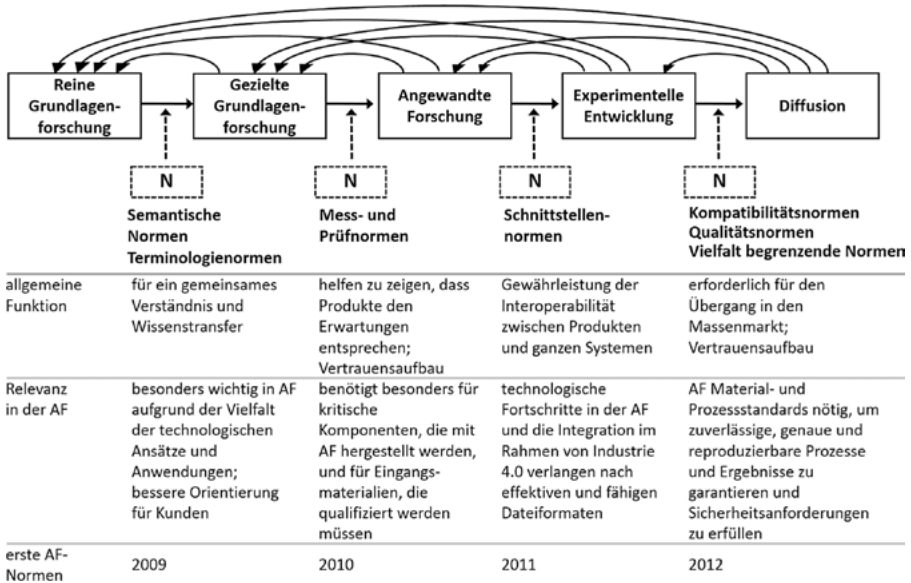 Reine
Grundlagen-
forschung
Gezielte
Grundlagen-
forschung
Angewandte
Forschung
Experimentelle
Entwicklung
Diffusion
N
N
N
N
Semantische
Normen
Terminologienormen
Mess- und
Prüfnormen
Schnittstellen-
normen
Kompatibilitätsnormen
Qualitätsnormen
Vielfalt begrenzende Normen
allgemeine
Funktion
für ein gemeinsames
Verständnis und
Wissenstransfer
helfen zu zeigen, dass
Produkte den
Erwartungen
entsprechen;
Vertrauensaufbau
Gewährleistung der
Interoperabilität
zwischen Produkten
und ganzen Systemen
erforderlich für den
Übergang in den
Massenmarkt;
Vertrauensaufbau
Relevanz
in der AF
besonders wichtig in AF
aufgrund der Vielfalt
der technologischen
Ansätze und
Anwendungen;
bessere Orientierung
für Kunden
benötigt besonders für
kritische
Komponenten, die mit
AF hergestellt werden,
und für Eingangs-
materialien, die
qualifiziert werden
müssen
technologische
Fortschritte in der AF
und die Integration im
Rahmen von Industrie
4.0 verlangen nach
effektiven und fähigen
Dateiformaten
AF Material- und
Prozessstandards nötig, um
zuverlässige, genaue und
reproduzierbare Prozesse
und Ergebnisse zu
garantieren und
Sicherheitsanforderungen
zu erfüllen
erste AF-
Normen
2009
2010
2011
2012